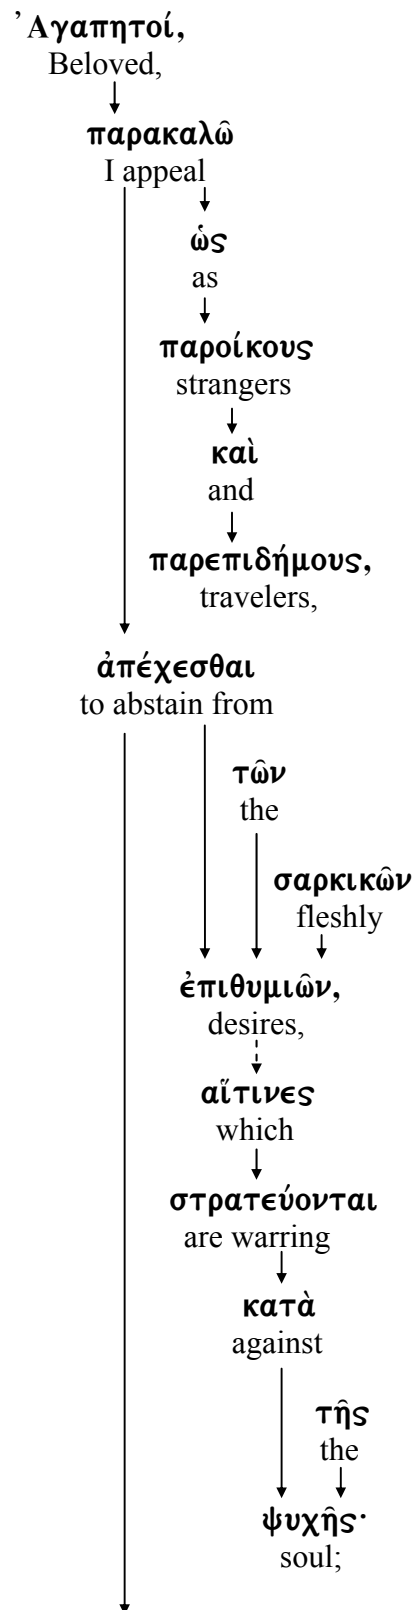 Ἀγαπητοί,
Beloved,
παρακαλῶ
I appeal
ὡς
as
παροίκους
strangers
καὶ
and
παρεπιδήμους,
travelers,
ἀπέχεσθαι
to abstain from
τῶν
the
σαρκικῶν
fleshly
ἐπιθυμιῶν,
desires,
αἵτινες
which
στρατεύονται
are warring
κατὰ
against
τῆς
the
ψυχῆς·
soul;